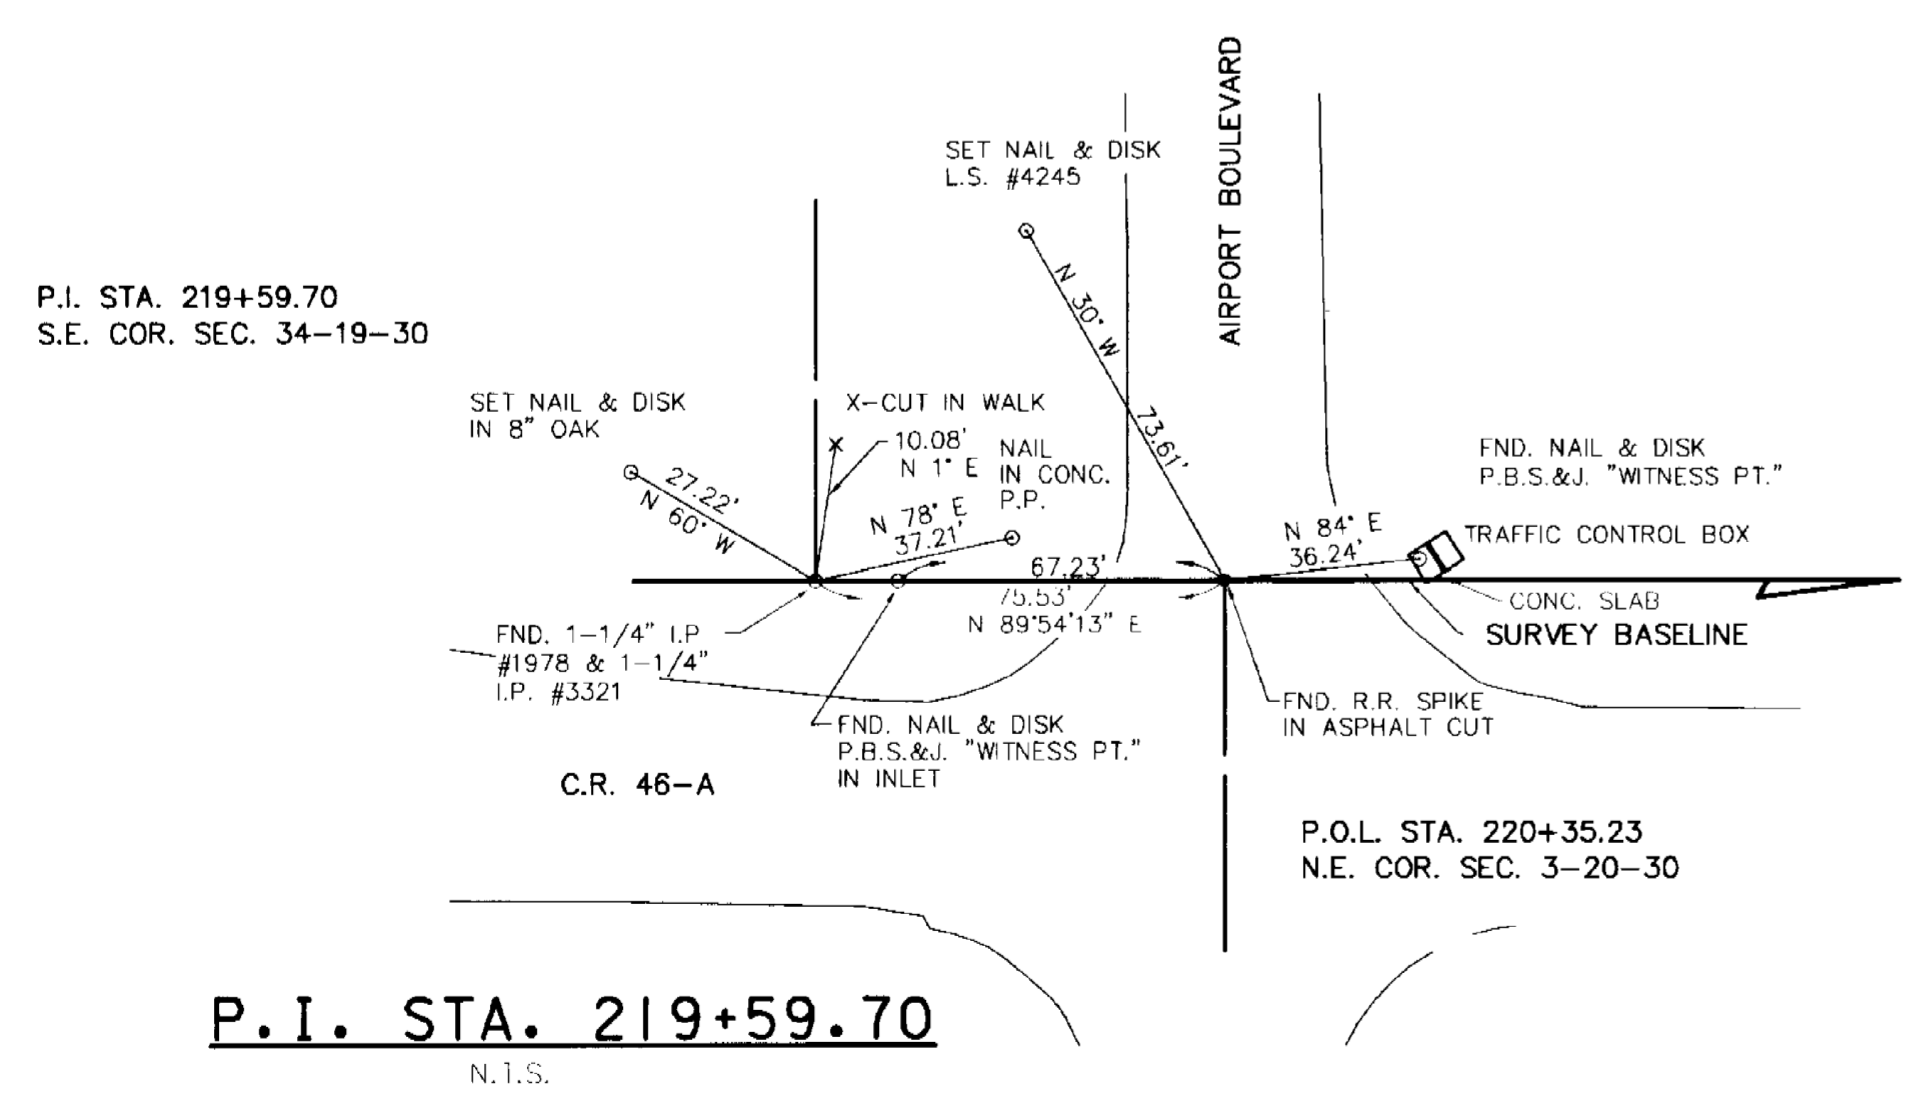 AIRPORT BOULEVARD
SET NAIL & DISK
L.S. #4245
P.I. STA. 219+59.70
S.E. COR. SEC. 34-19-30
N 30° W
73.61'
SET NAIL & DISK
IN 8" OAK
X-CUT IN WALK
10.08'
N 1° E
NAIL
IN CONC.
P.P.
27.22'
N 60° W
N 78° E
37.21'
FND. NAIL & DISK
P.B.S.&J. "WITNESS PT."
N 84° E
36.24'
TRAFFIC CONTROL BOX
67.23'
75.53'
N 89°54'13" E
CONC. SLAB
SURVEY BASELINE
FND. 1-1/4" I.P
#1978 & 1-1/4"
I.P. #3321
FND. R.R. SPIKE
IN ASPHALT CUT
FND. NAIL & DISK
P.B.S.&J. "WITNESS PT."
IN INLET
C.R. 46-A
P.O.L. STA. 220+35.23
N.E. COR. SEC. 3-20-30
P.I. STA. 219+59.70
N.T.S.